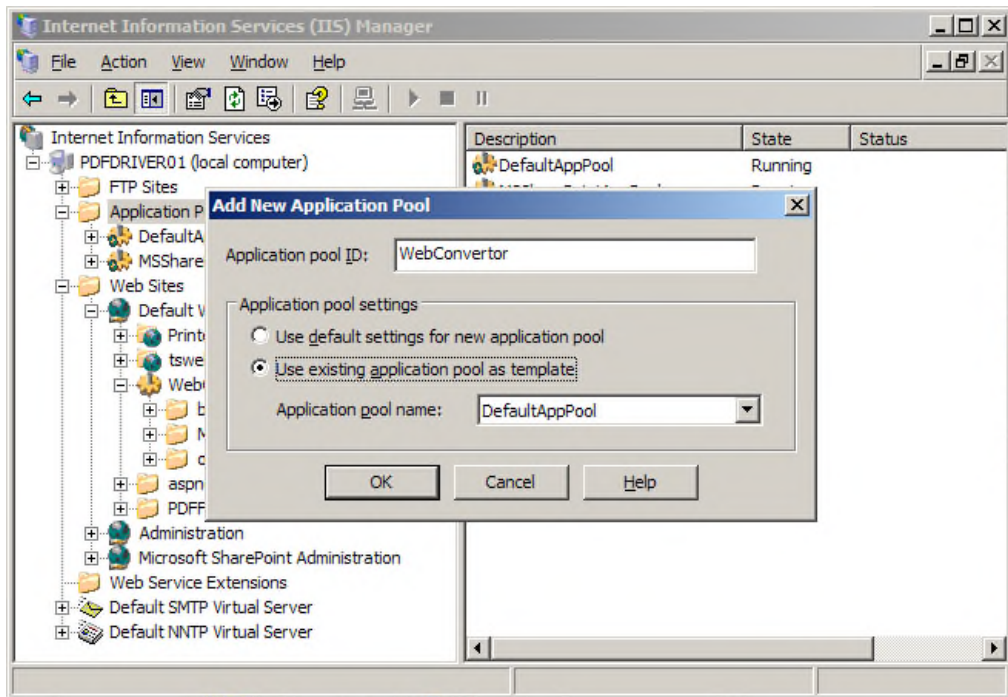 Internet Information Services (IIS) Manager
File Action View Window Help
Internet Information Services
PDFDRIVER01 (local computer)
FTP Sites
Application P
DefaultA
MSShare
Web Sites
Default W
Print
tswe
Web
b
aspn
PDFF
Administration
Microsoft SharePoint Administration
Web Service Extensions
Default SMTP Virtual Server
Default NNTP Virtual Server
Description State Status
DefaultAppPool Running
Add New Application Pool
Application pool ID: WebConvertor
Application pool settings
Use default settings for new application pool
Use existing application pool as template
Application pool name: DefaultAppPool
OK Cancel Help